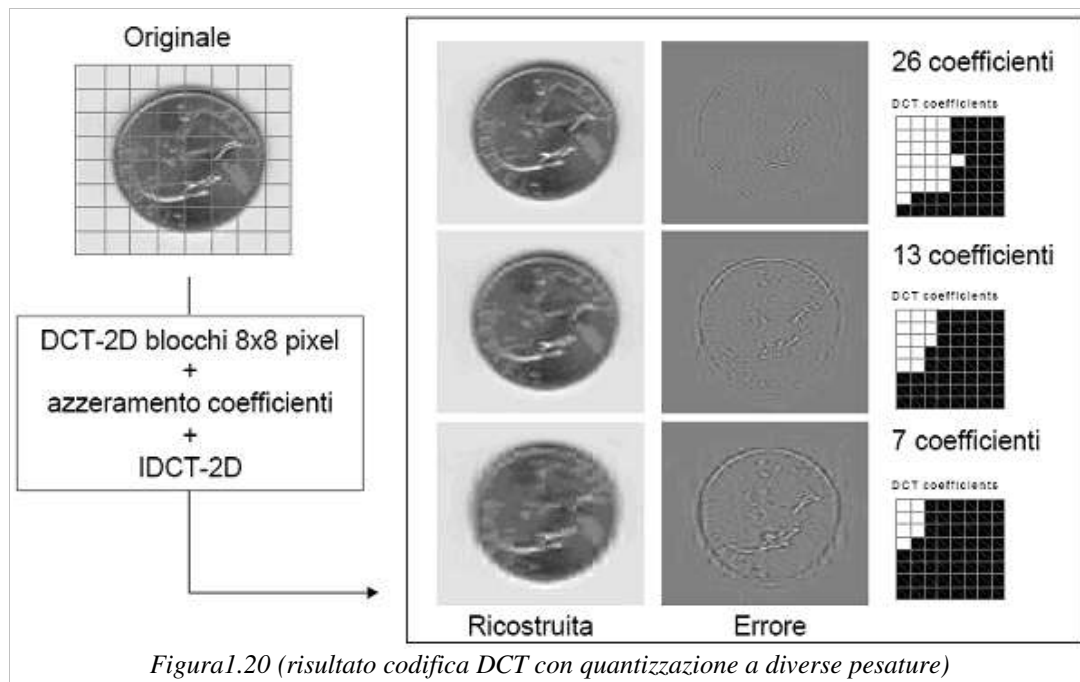 Originale
DCT-2D blocchi 8x8 pixel
+
azzeramento coefficienti
+
IDCT-2D
26 coefficienti
DCT coefficients
13 coefficienti
DCT coefficients
7 coefficienti
DCT coefficients
Ricostruita
Errore
Figura1.20 (risultato codifica DCT con quantizzazione a diverse pesature)